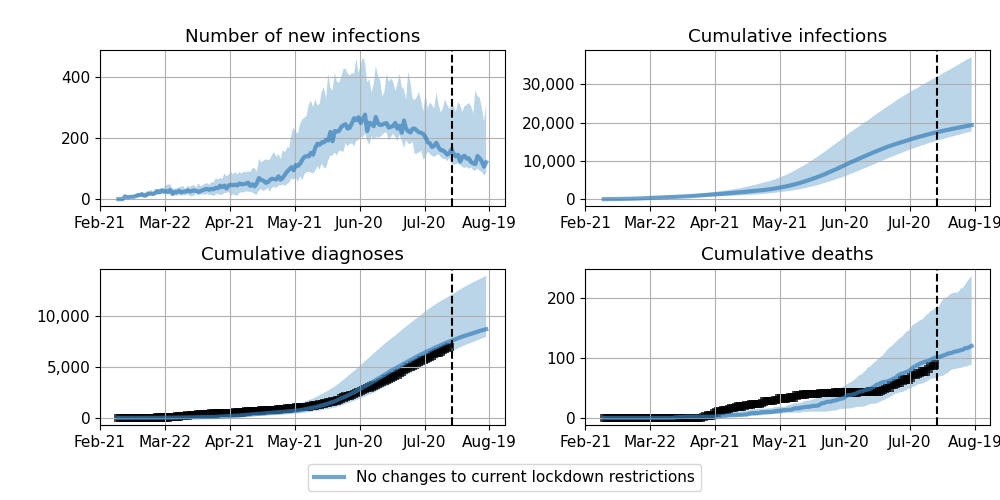 Number of new infections
400
200
0
Feb-21 Mar-22 Apr-21 May-21 Jun-20 Jul-20 Aug-19
Cumulative infections
30,000
20,000
10,000
0
Feb-21 Mar-22 Apr-21 May-21 Jun-20 Jul-20 Aug-19
Cumulative diagnoses
10,000
5,000
0
Feb-21 Mar-22 Apr-21 May-21 Jun-20 Jul-20 Aug-19
Cumulative deaths
200
100
0
Feb-21 Mar-22 Apr-21 May-21 Jun-20 Jul-20 Aug-19
No changes to current lockdown restrictions